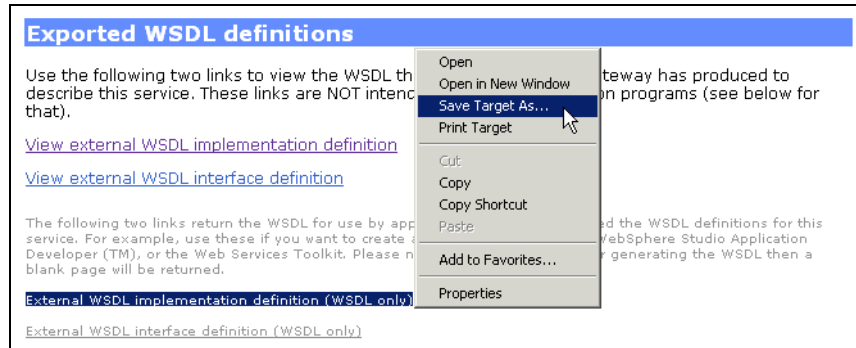 Exported WSDL definitions
Use the following two links to view the WSDL th
teway has produced to
describe this service. These links are NOT intend
on programs (see below for
that).
View external WSDL implementation definition
View external WSDL interface definition
The following two links return the WSDL for use by app
ed the WSDL definitions for this
service. For example, use these if you want to create a
WebSphere Studio Application
Developer (TM), or the Web Services Toolkit. Please n
r generating the WSDL then a
blank page will be returned.
External WSDL implementation definition (WSDL only)
External WSDL interface definition (WSDL only)
Open
Open in New Window
Save Target As...
Print Target
Cut
Copy
Copy Shortcut
Paste
Add to Favorites...
Properties